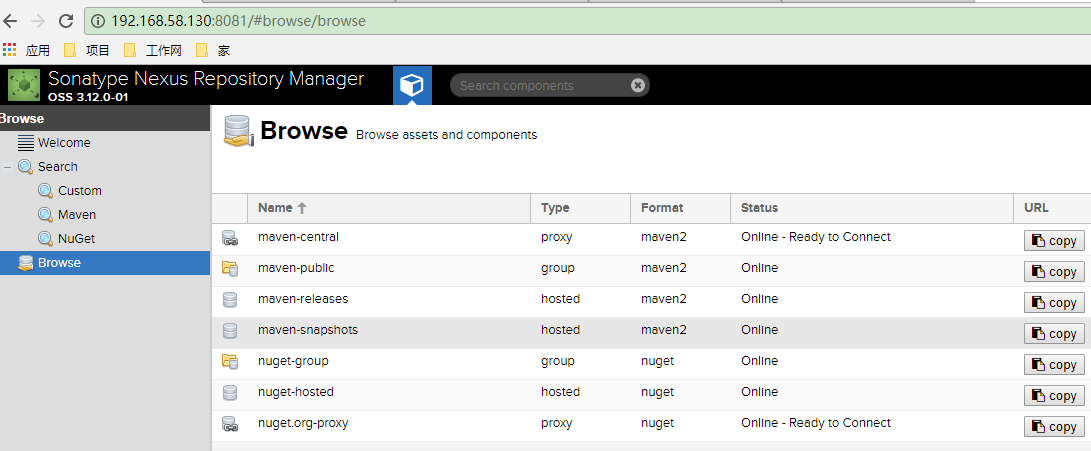 192.168.58.130:8081/#browse/browse
应用 项目 工作网 家
Sonatype Nexus Repository Manager
OSS 3.12.0-01
Search components
Browse
Welcome
Search
Custom
Maven
NuGet
Browse
Browse Browse assets and components
Name Type Format Status URL
maven-central proxy maven2 Online - Ready to Connect copy
maven-public group maven2 Online copy
maven-releases hosted maven2 Online copy
maven-snapshots hosted maven2 Online copy
nuget-group group nuget Online copy
nuget-hosted hosted nuget Online copy
nuget.org-proxy proxy nuget Online - Ready to Connect copy